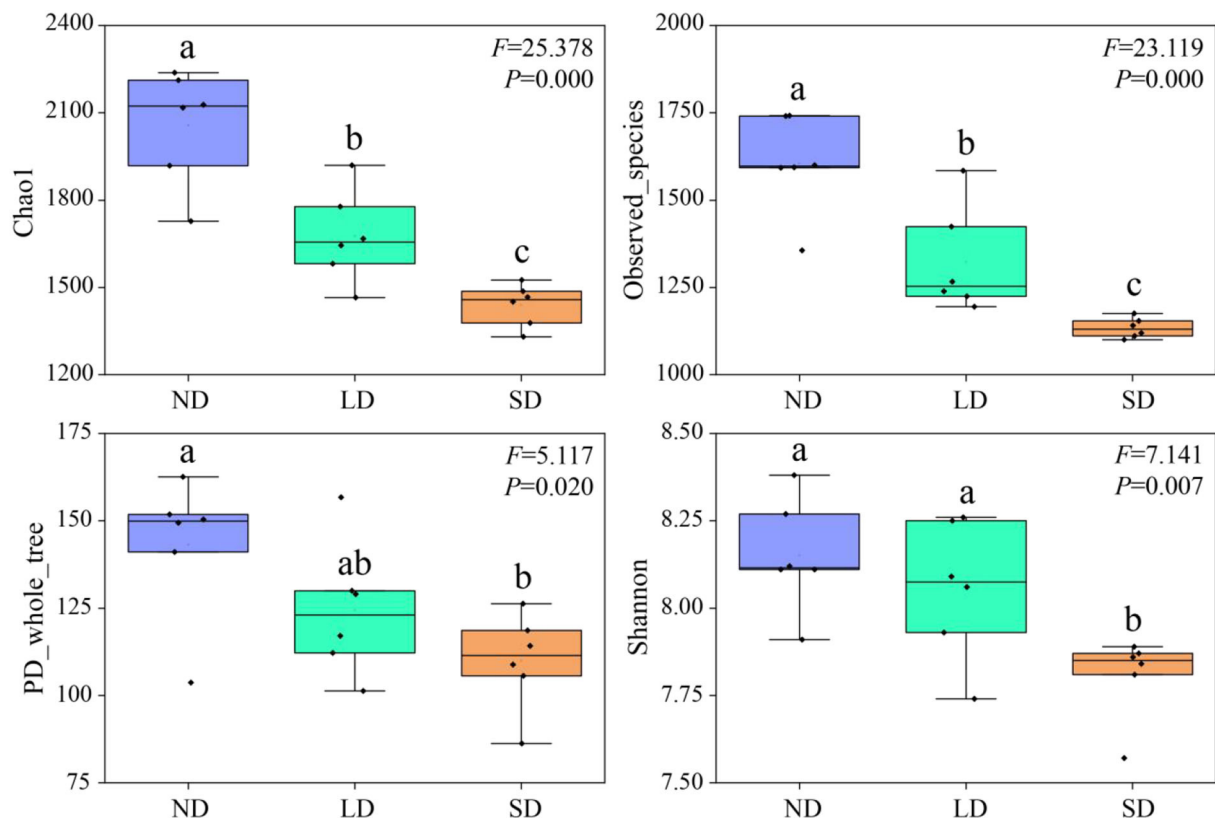 2400
2100
1800
1500
1200
Chao1
a
b
c
F=25.378
P=0.000
ND
LD
SD
2000
1750
1500
1250
1000
Observed_species
a
b
c
F=23.119
P=0.000
ND
LD
SD
175
150
125
100
75
PD_whole_tree
a
ab
b
F=5.117
P=0.020
ND
LD
SD
8.50
8.25
8.00
7.75
7.50
Shannon
a
a
b
F=7.141
P=0.007
ND
LD
SD